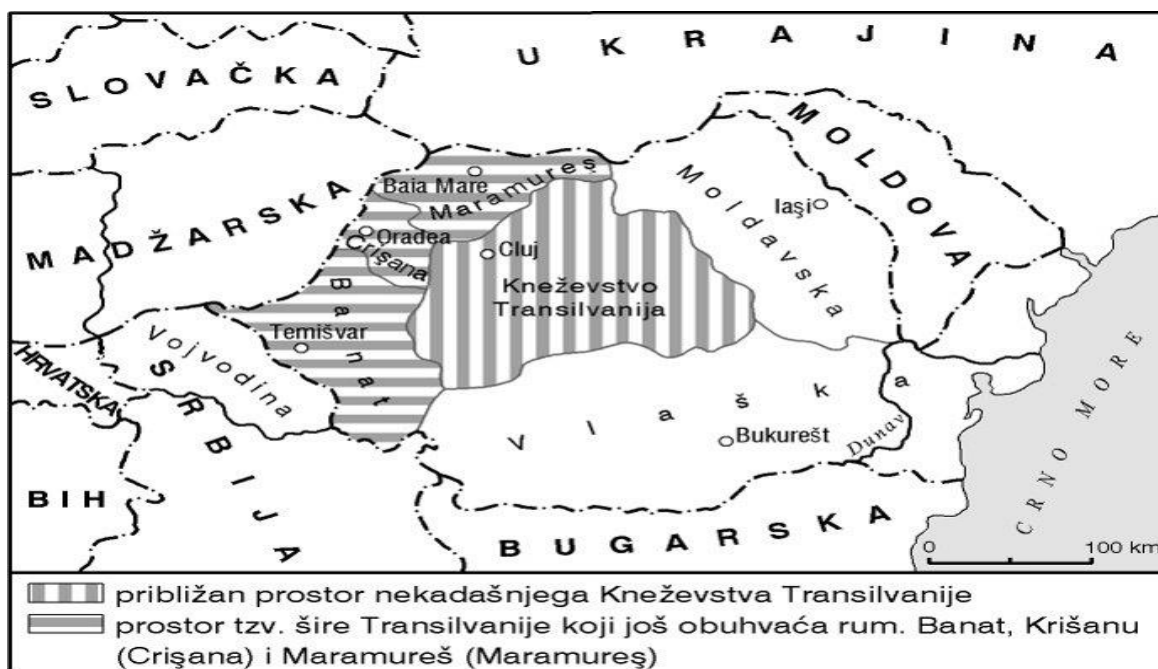 UKRAJINA
SLOVAČKA
MOLDOVA
MADŽARSKA
Baia Mare
Maramureş
Moldavska
Iaşi
Oradea
Crişana
Cluj
Kneževstvo
Transilvanija
Banat
Temišvar
Vojvodina
HRVATSKA
SRBIJA
Vlaška
Bukurešt
Dunav
CRNO MORE
BIH
BUGARSKA
0 100 km
približan prostor nekadašnjega Kneževstva Transilvanije
prostor tzv. šire Transilvanije koji još obuhvaća rum. Banat, Krišanu
(Crişana) i Maramureš (Maramureş)